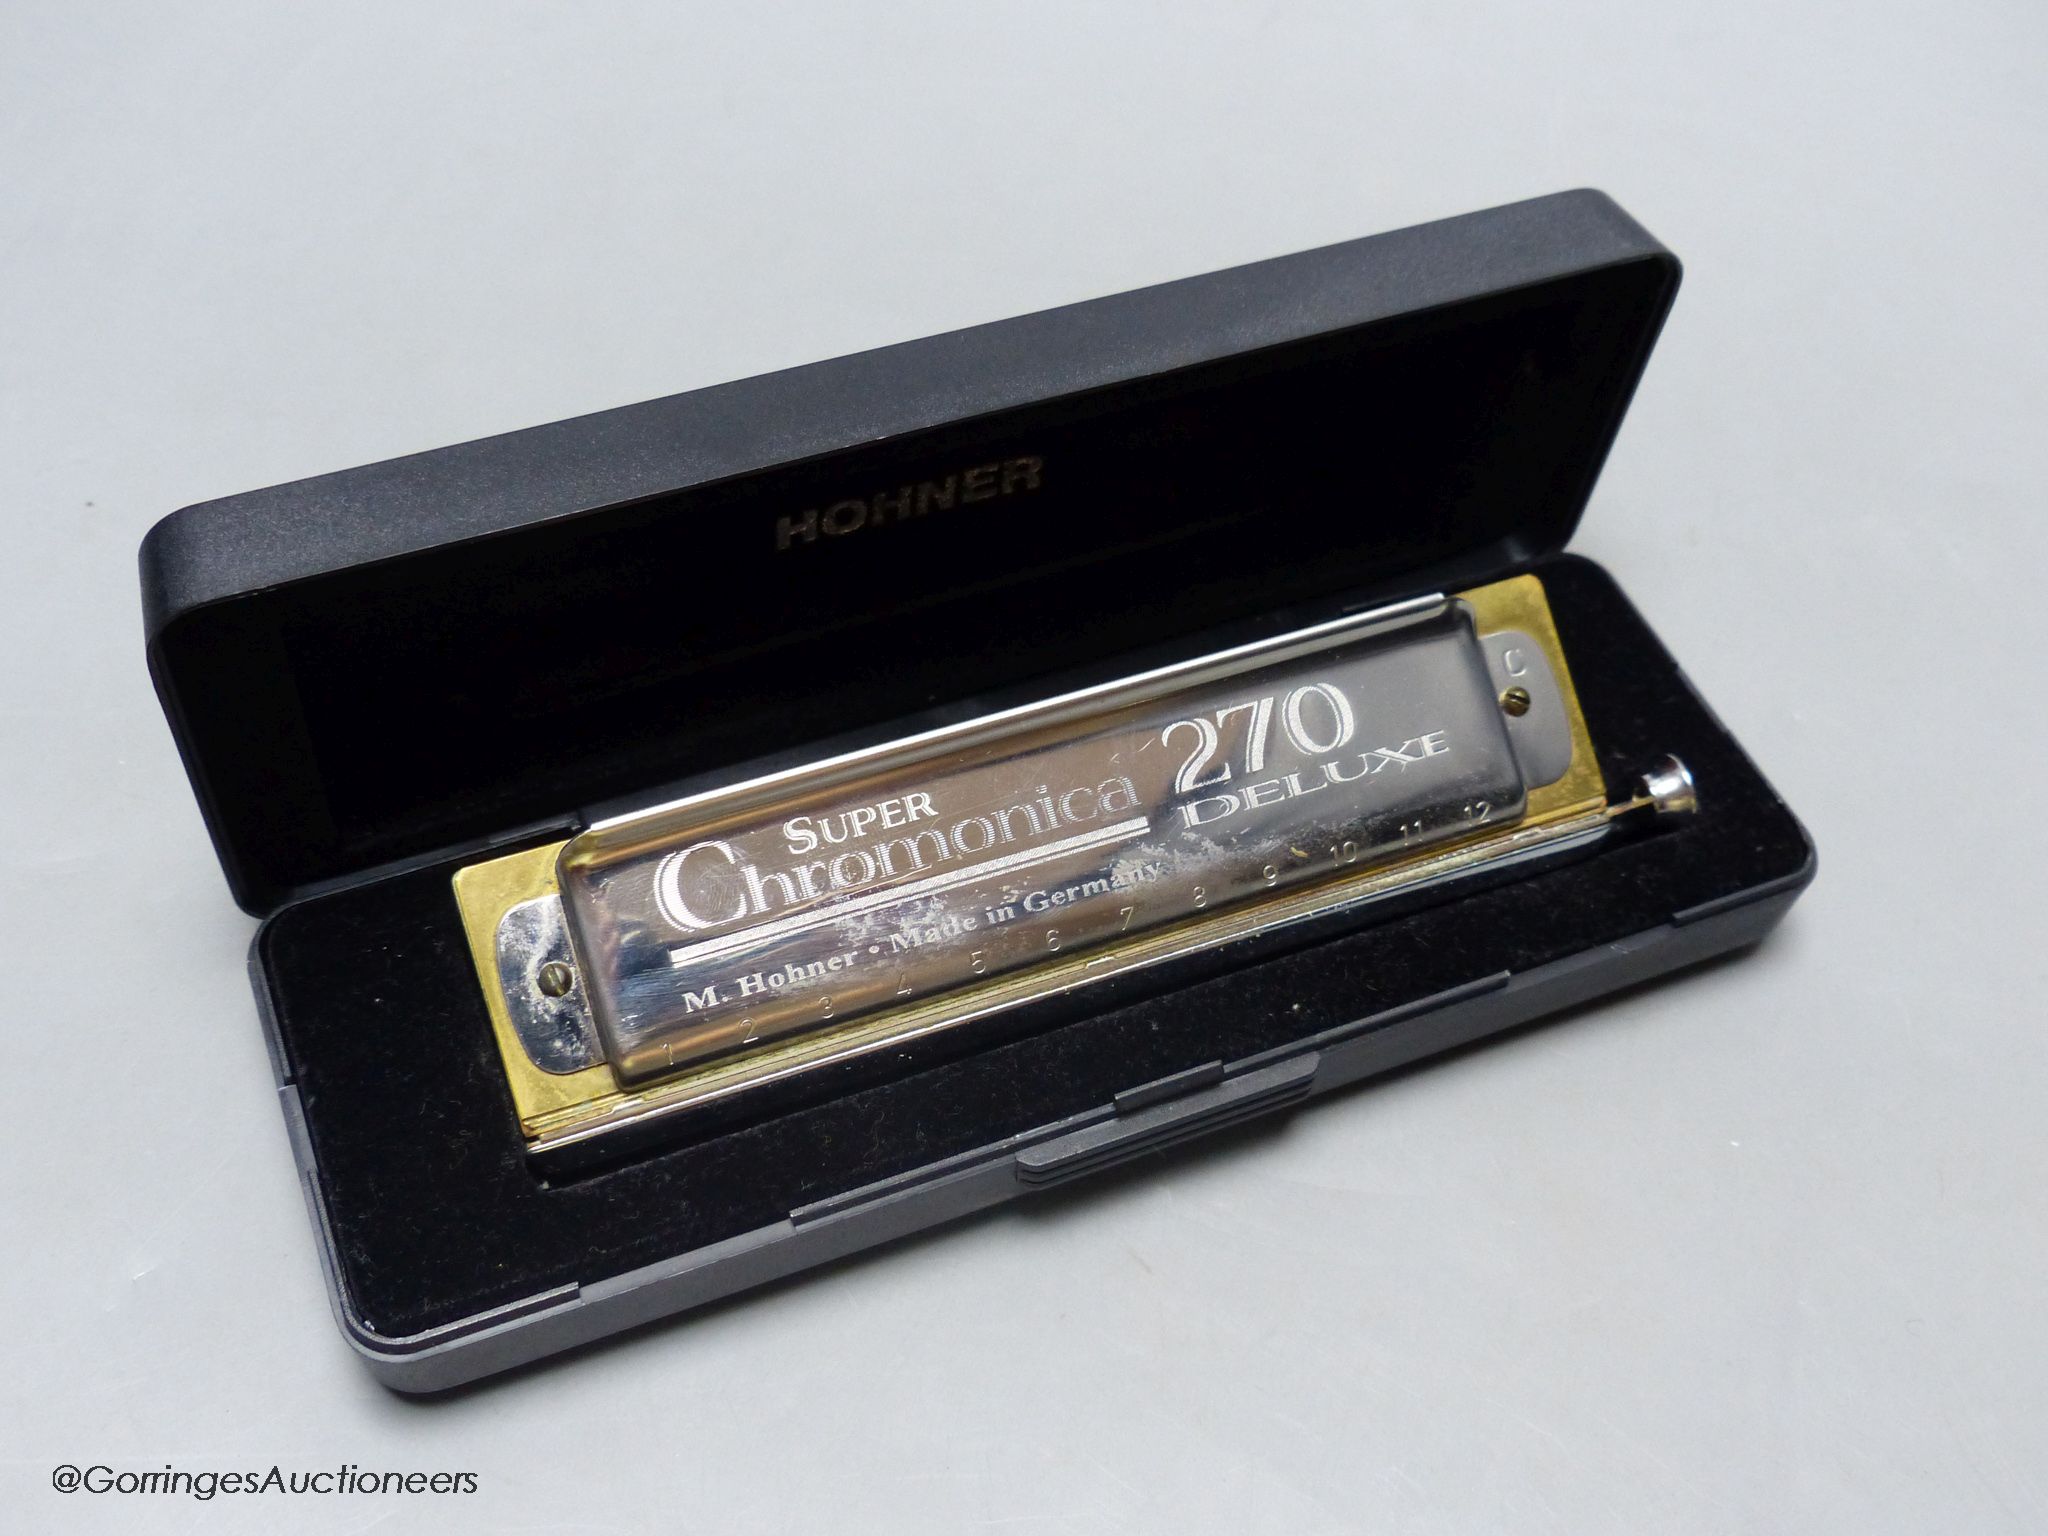 HOHNER
C
SUPER
Chromonica 270
DELUXE
M. Hohner • Made in Germany
1 2 3 4 5 6 7 8 9 10 11 12
@GorringesAuctioneers